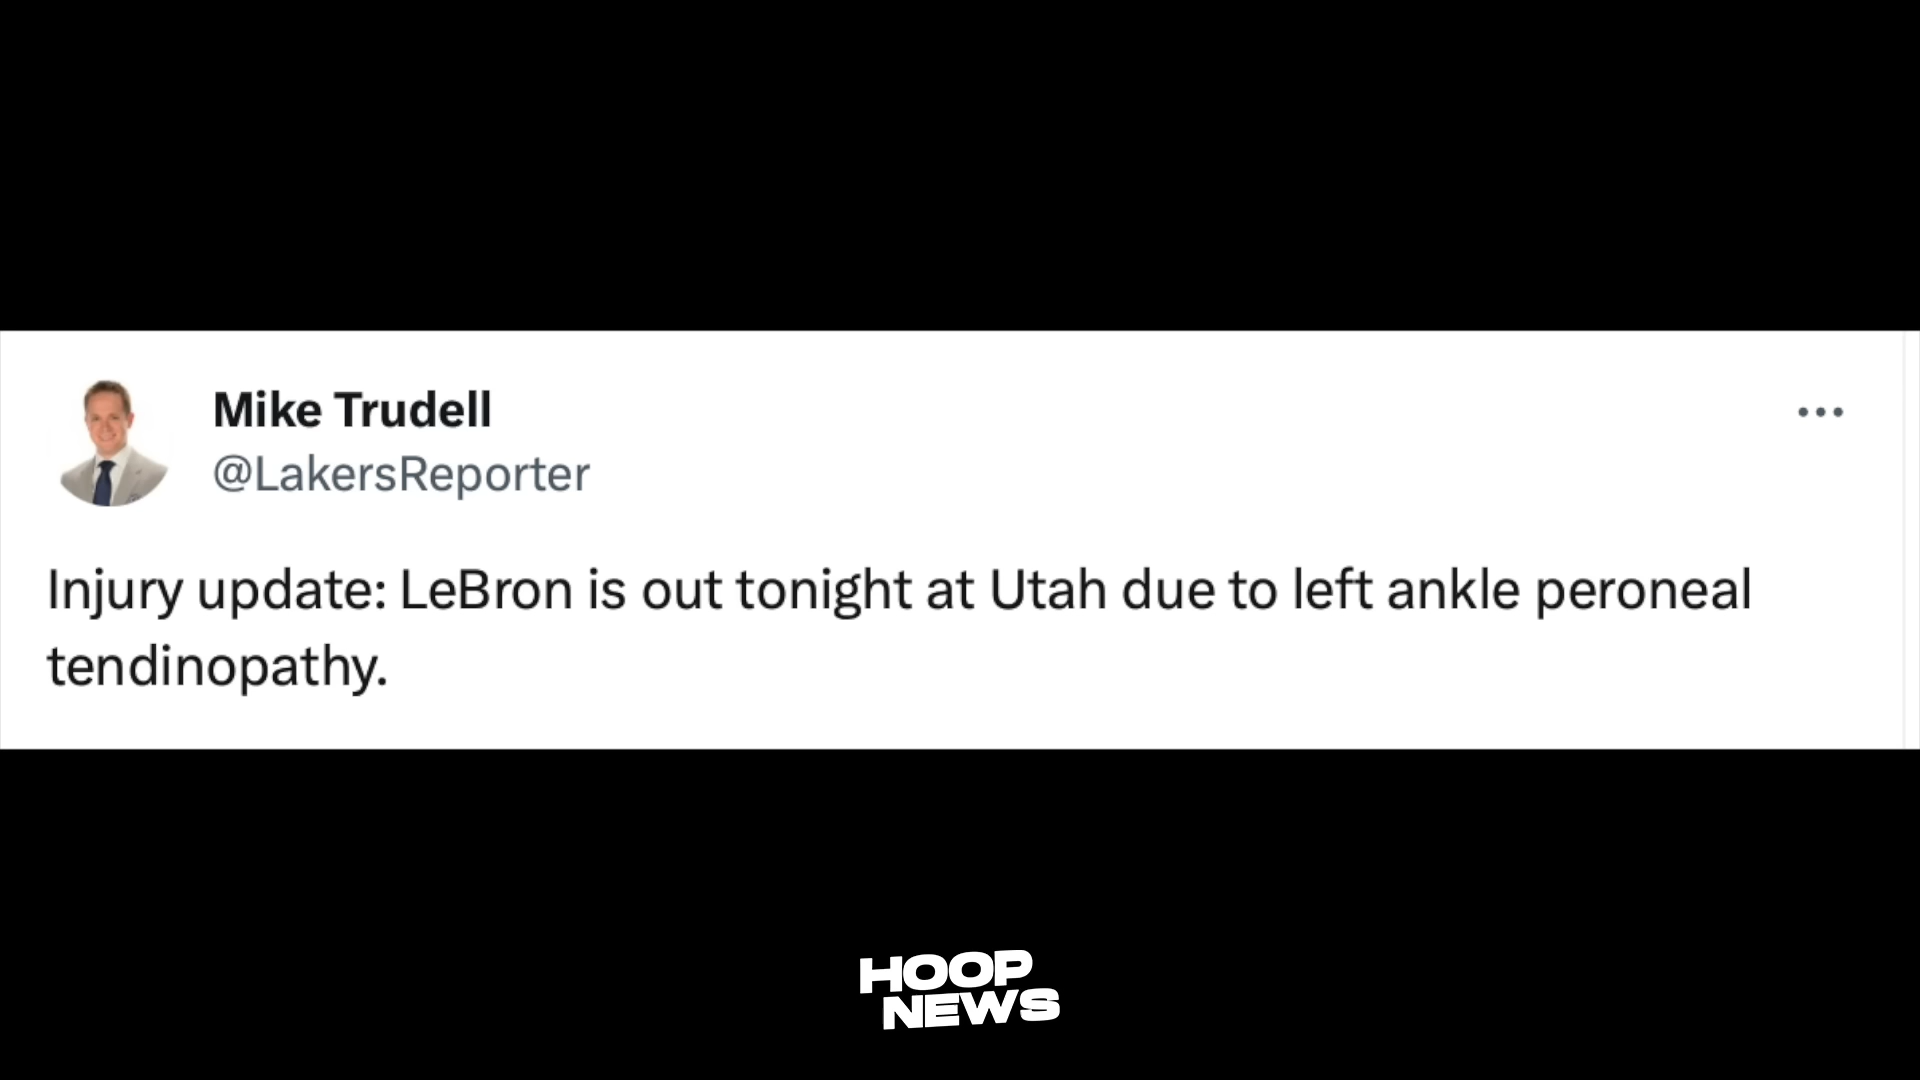 Mike Trudell
@LakersReporter
Injury update: LeBron is out tonight at Utah due to left ankle peroneal
tendinopathy.
HOOP
NEWS